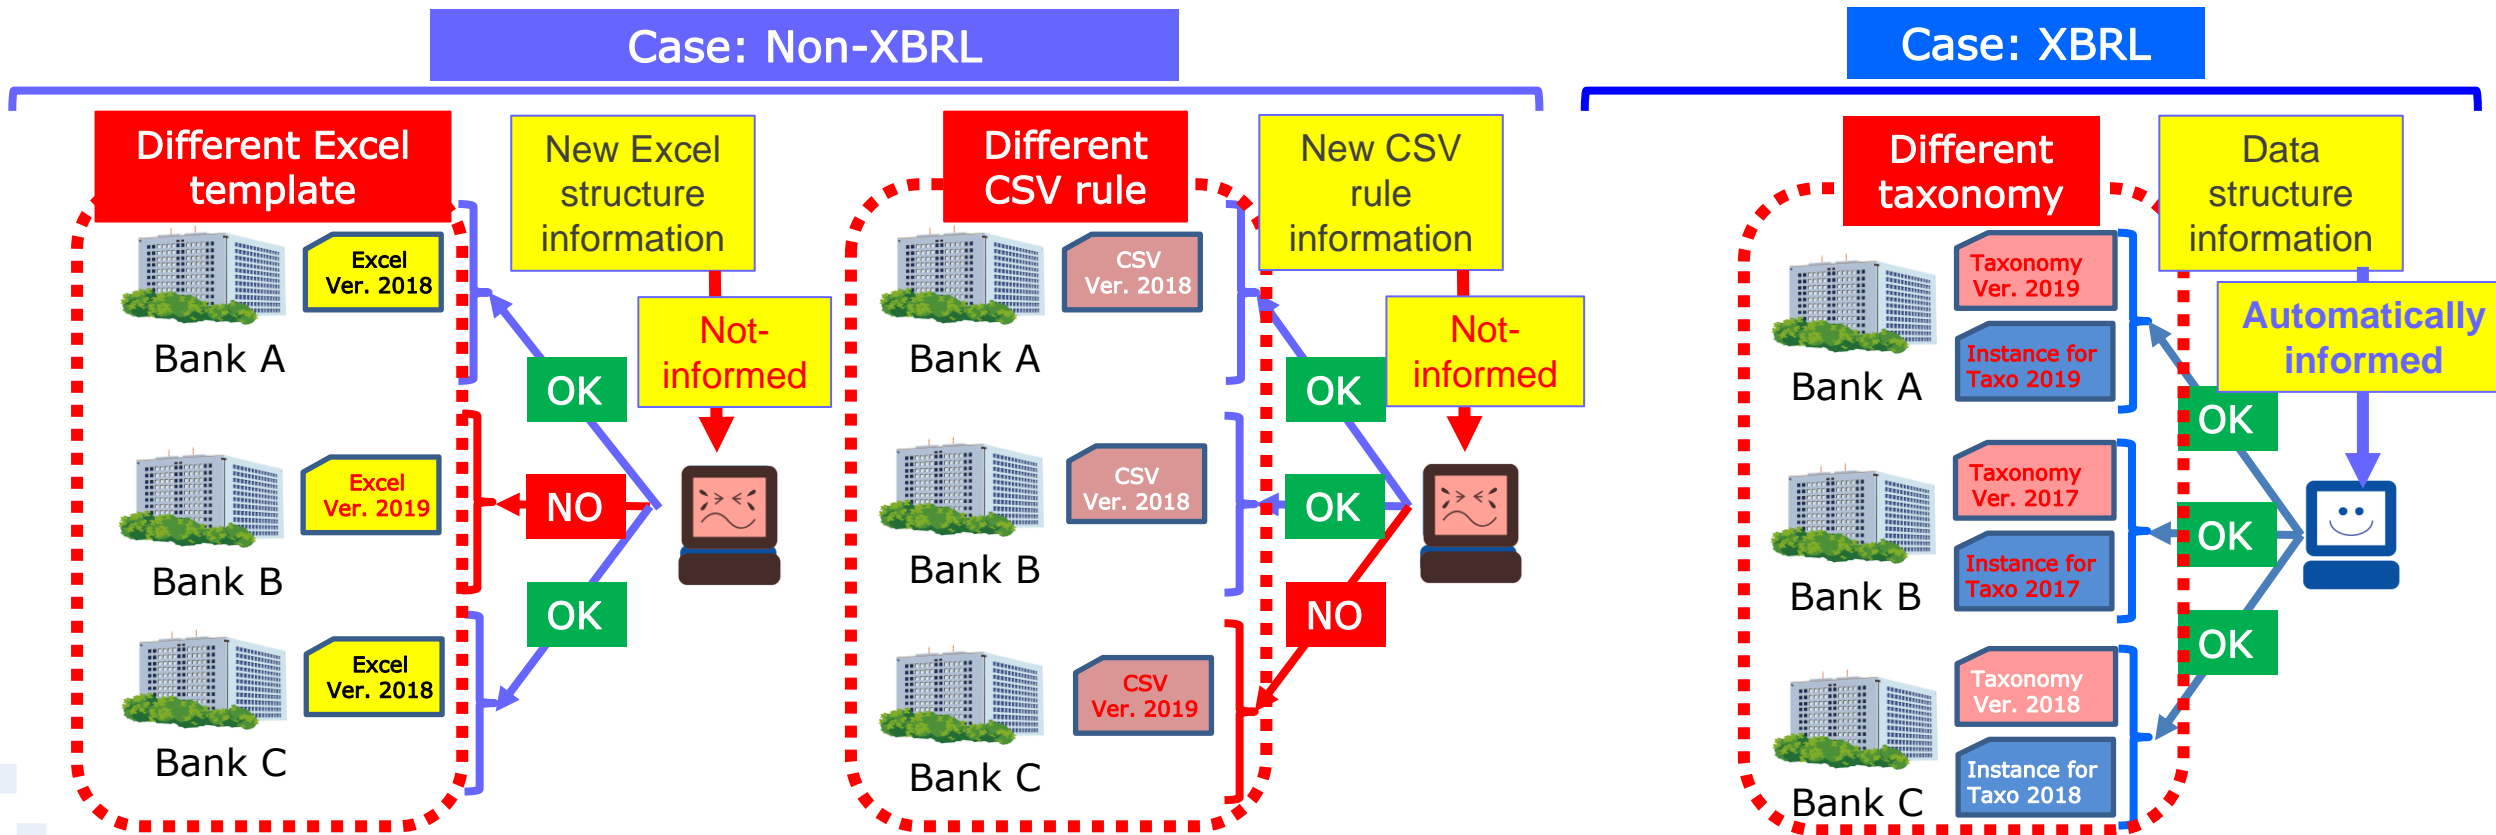 Case: Non-XBRL
Different Excel
template
New Excel
structure
information
Not-
informed
Excel
Ver. 2018
Bank A
OK
Excel
Ver. 2019
Bank B
NO
Excel
Ver. 2018
Bank C
OK
Different
CSV rule
New CSV
rule
information
Not-
informed
CSV
Ver. 2018
Bank A
OK
CSV
Ver. 2018
Bank B
OK
CSV
Ver. 2019
Bank C
NO
Case: XBRL
Different
taxonomy
Data
structure
information
Automatically
informed
Taxonomy
Ver. 2019
Instance for
Taxo 2019
Bank A
OK
Taxonomy
Ver. 2017
Instance for
Taxo 2017
Bank B
OK
Taxonomy
Ver. 2018
Instance for
Taxo 2018
Bank C
OK